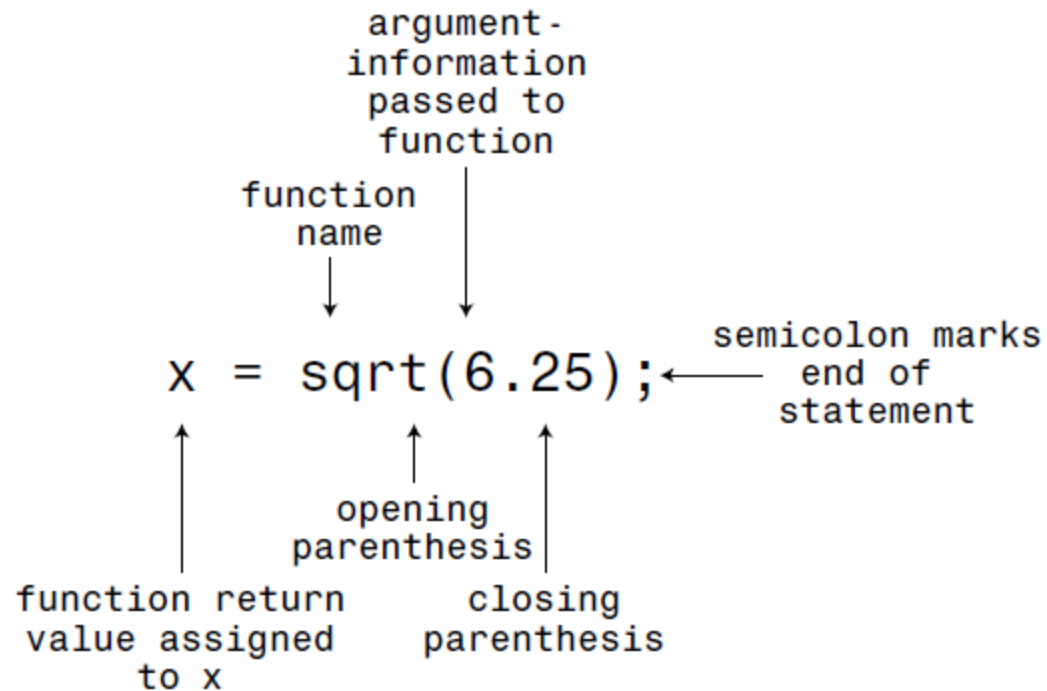 argument-
information
passed to
function
function
name
x = sqrt(6.25);
semicolon marks
end of
statement
opening
parenthesis
function return
value assigned
to x
closing
parenthesis